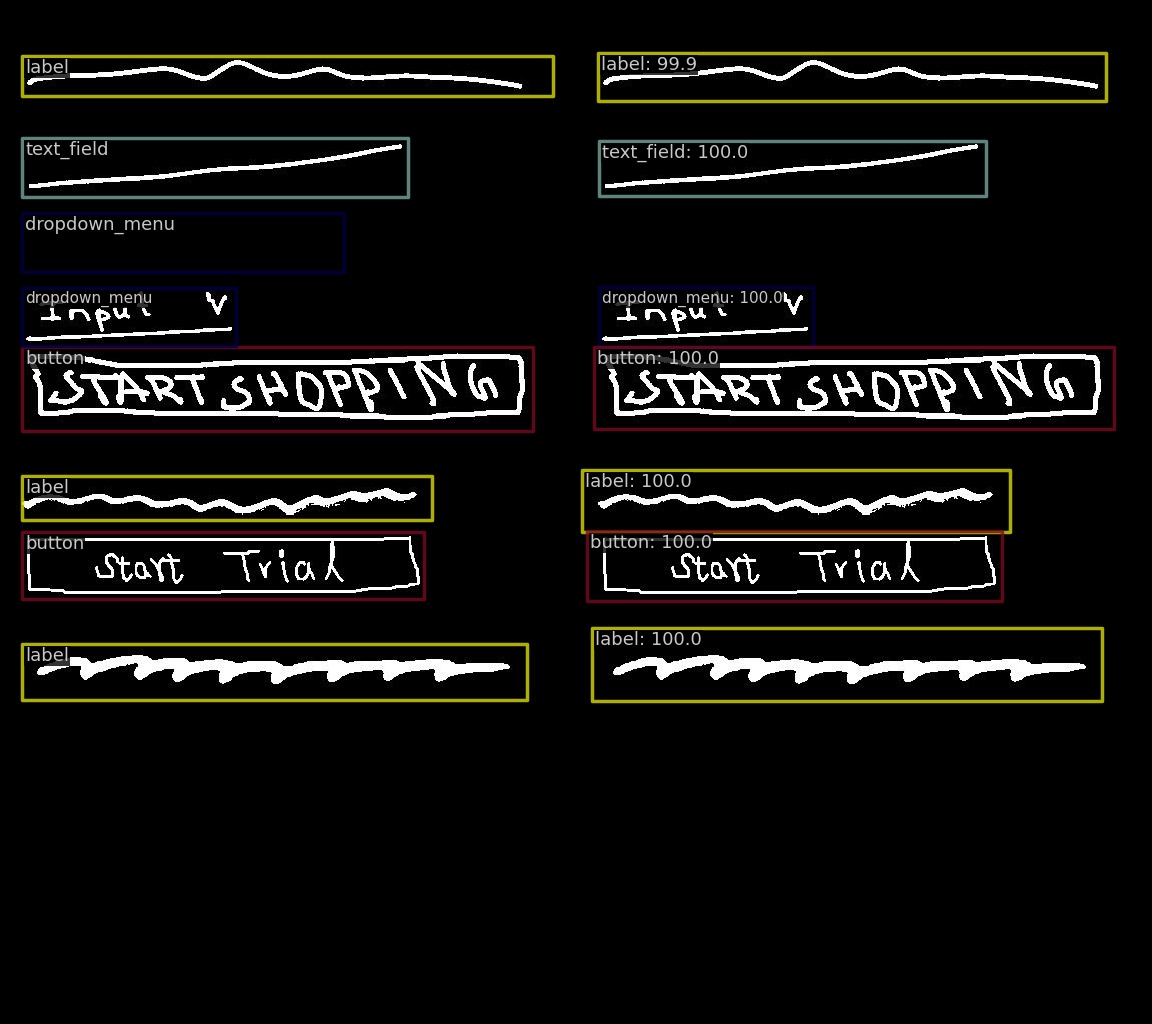 label label: 99.9
text_field text_field: 100.0
dropdown_menu
dropdown_menu dropdown_menu: 100.0
Input V Input V
button button: 100.0
START SHOPPING START SHOPPING
label label: 100.0
button button: 100.0
Start Trial Start Trial
label label: 100.0